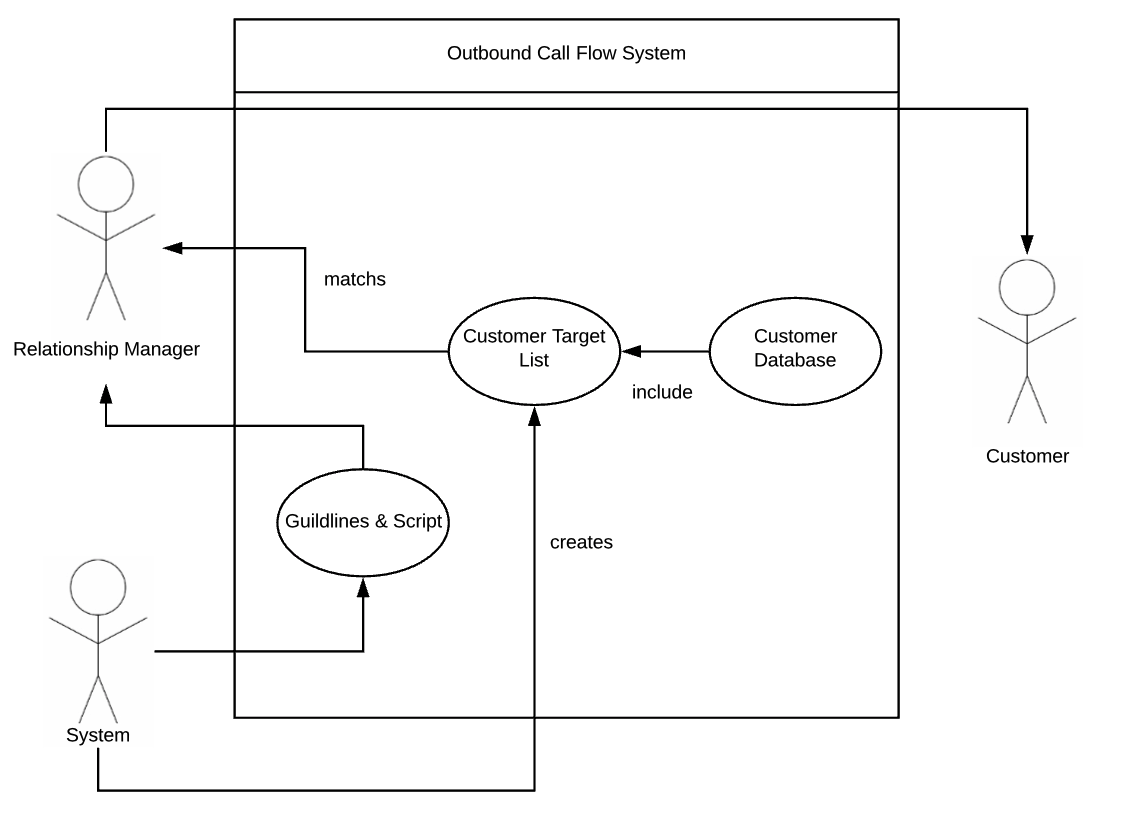 Outbound Call Flow System
matchs
Relationship Manager
Customer Target
List
Customer
Database
include
Customer
Guildlines & Script
creates
System